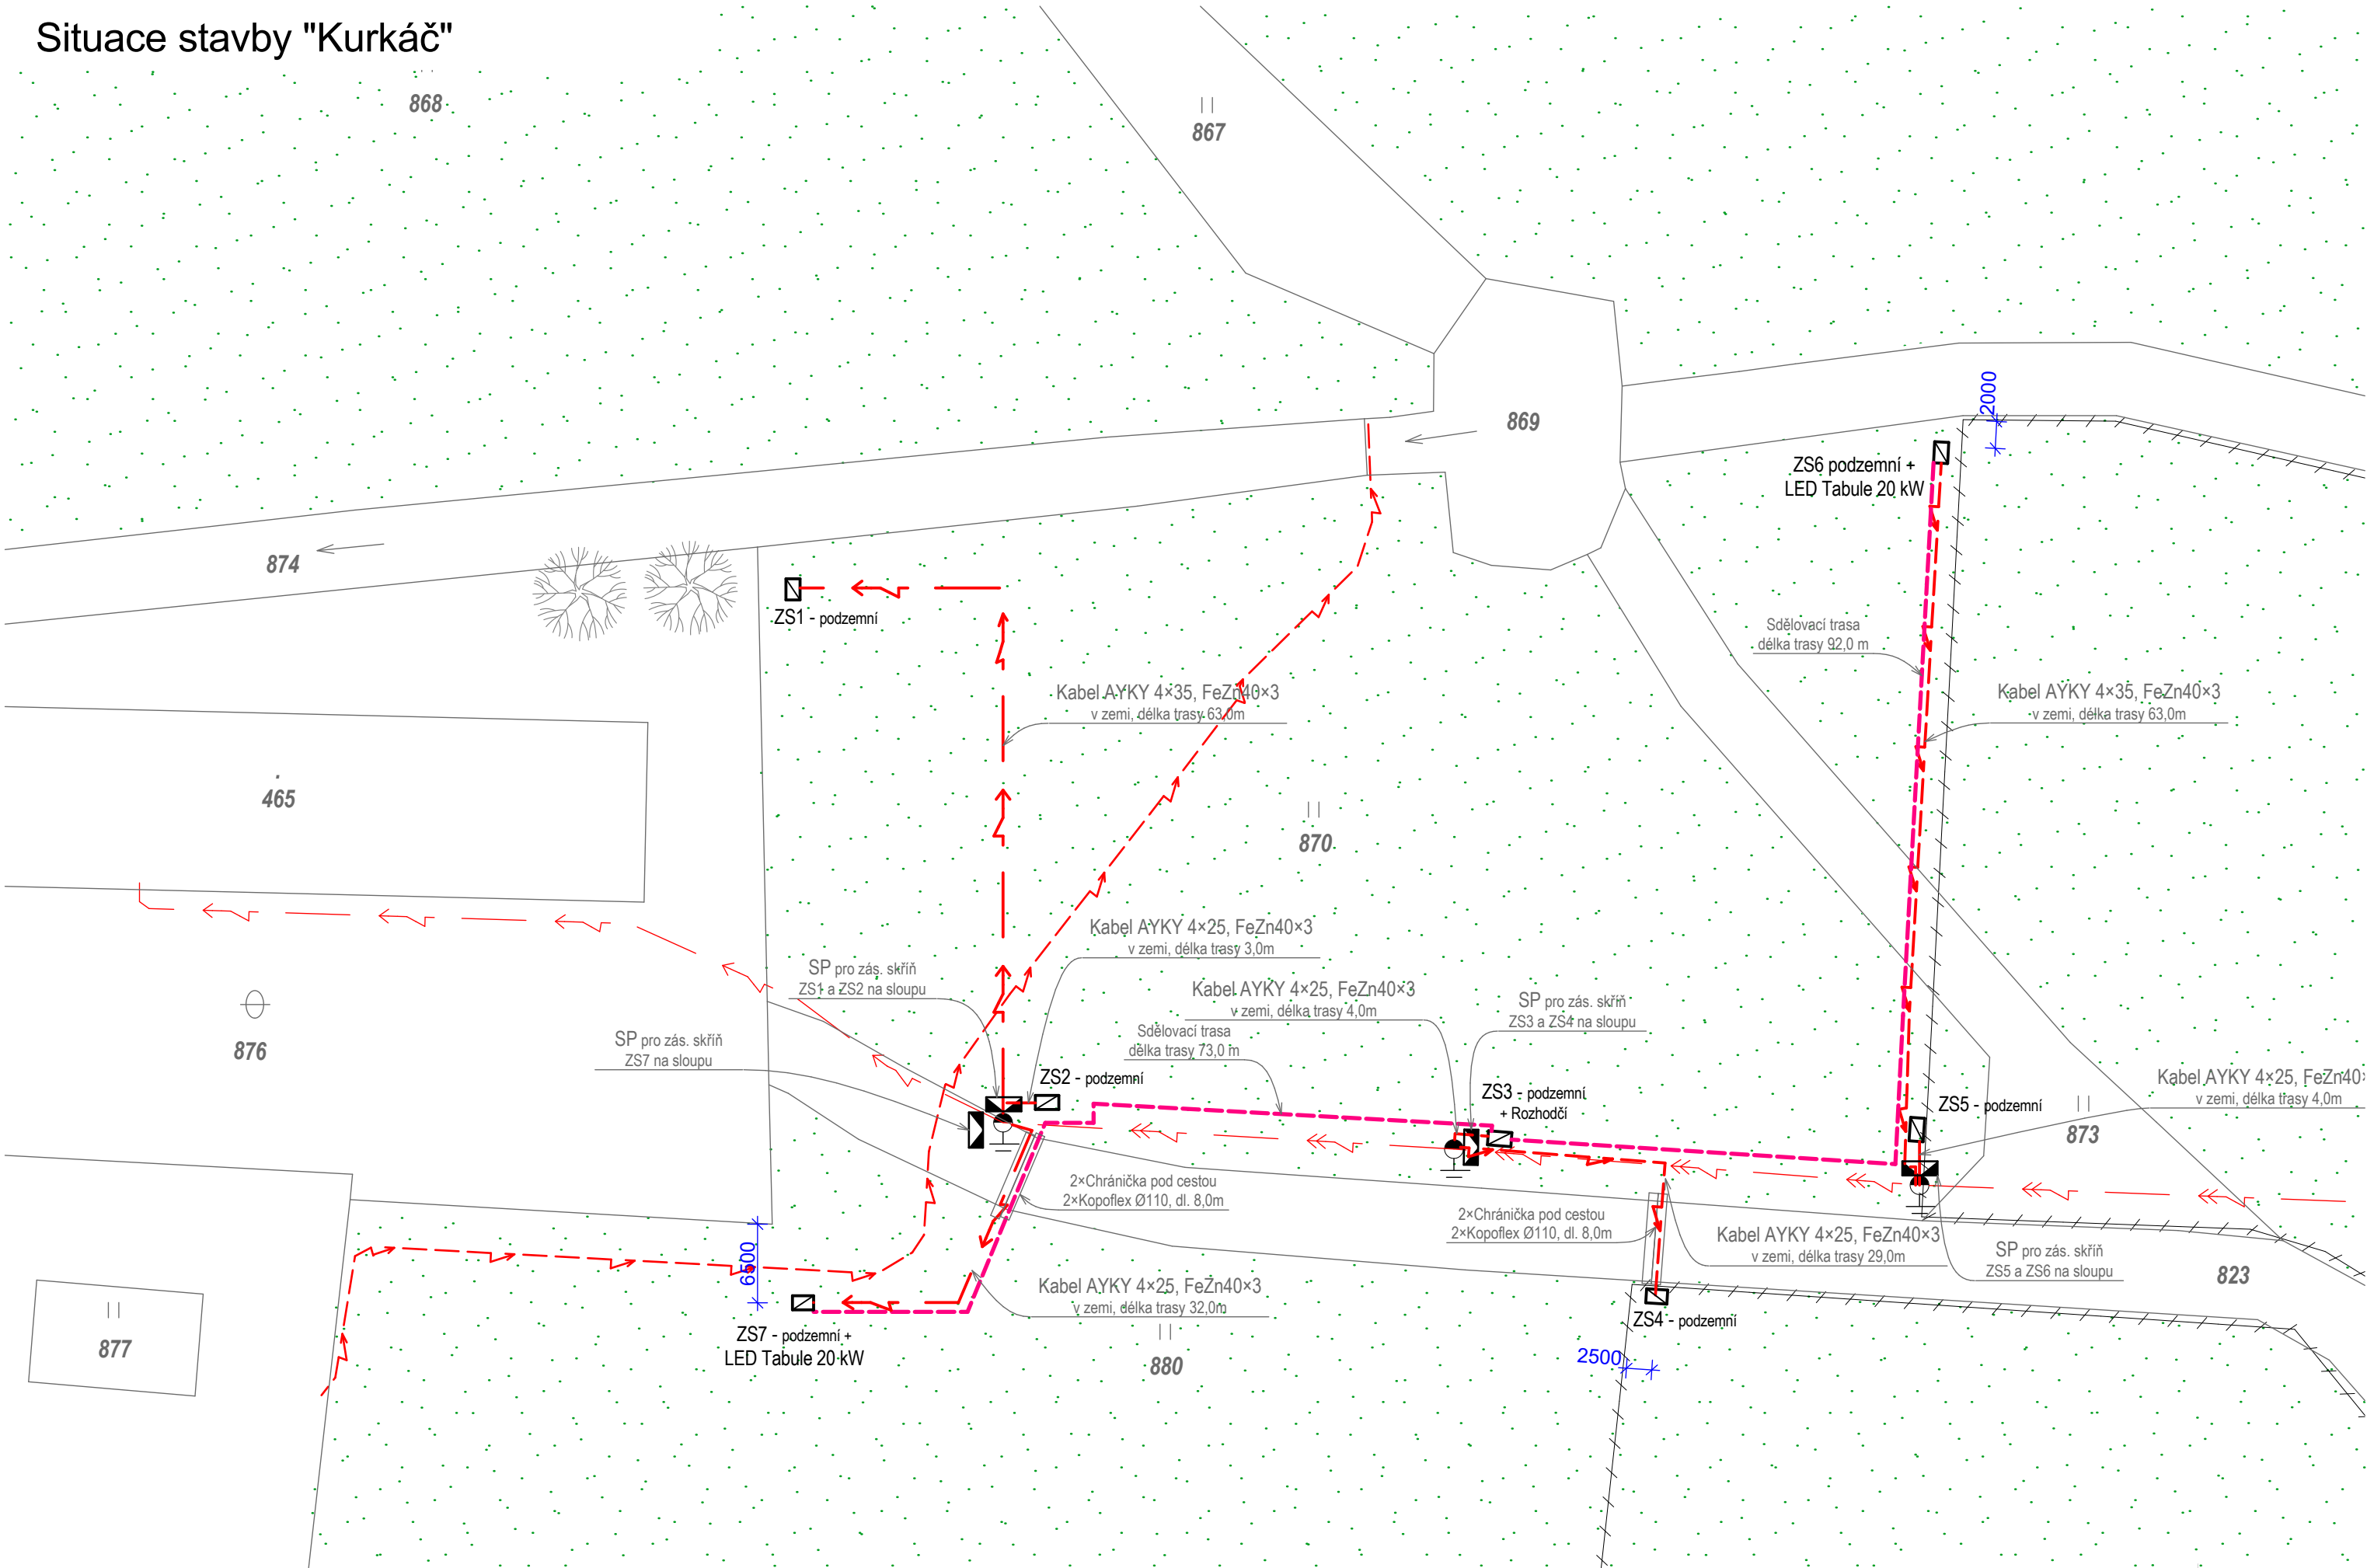 Situace stavby "Kurkáč"
868
867
869
2000
ZS6 podzemní +
LED Tabule 20 kW
874
ZS1 - podzemní
Sdělovací trasa
délka trasy 92,0 m
Kabel AYKY 4×35, FeZn40×3
v zemi, délka trasy 63,0m
Kabel AYKY 4×35, FeZn40×3
v zemi, délka trasy 63,0m
465
870
Kabel AYKY 4×25, FeZn40×3
v zemi, délka trasy 3,0m
SP pro zás. skříň
ZS1 a ZS2 na sloupu
Kabel AYKY 4×25, FeZn40×3
v zemi, délka trasy 4,0m
SP pro zás. skříň
ZS3 a ZS4 na sloupu
Sdělovací trasa
délka trasy 73,0 m
SP pro zás. skříň
ZS7 na sloupu
876
ZS2 - podzemní
ZS3 - podzemní
+ Rozhodčí
Kabel AYKY 4×25, FeZn40×
v zemi, délka trasy 4,0m
ZS5 - podzemní
873
2×Chránička pod cestou
2×Kopoflex Ø110, dl. 8,0m
2×Chránička pod cestou
2×Kopoflex Ø110, dl. 8,0m
Kabel AYKY 4×25, FeZn40×3
v zemi, délka trasy 29,0m
SP pro zás. skříň
ZS5 a ZS6 na sloupu
823
6500
Kabel AYKY 4×25, FeZn40×3
v zemi, délka trasy 32,0m
ZS7 - podzemní +
LED Tabule 20 kW
877
880
ZS4 - podzemní
2500